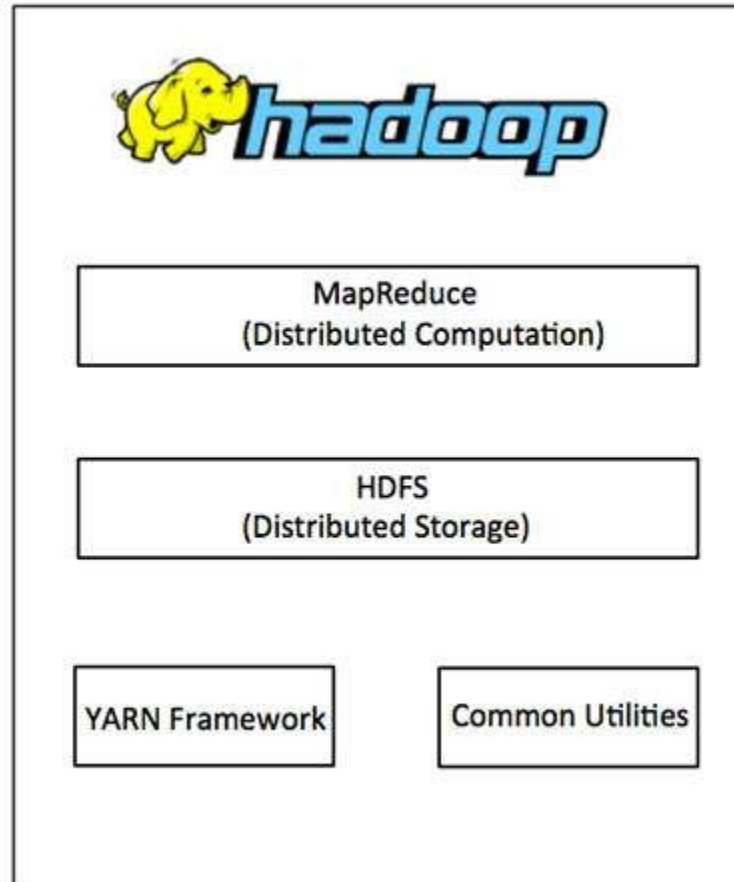 hadoop
MapReduce
(Distributed Computation)
HDFS
(Distributed Storage)
YARN Framework
Common Utilities